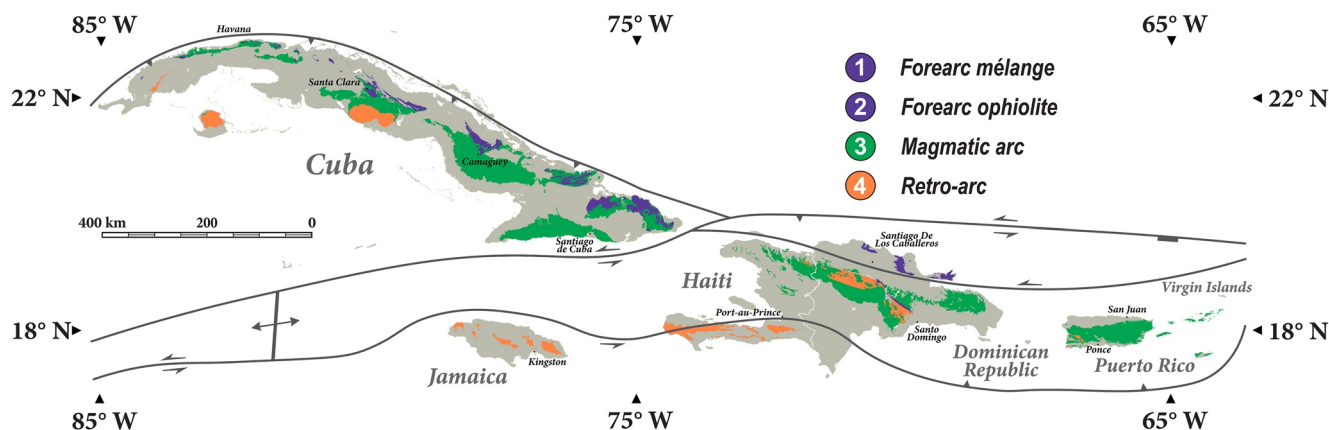 85° W
75° W
65° W
Havana
1 Forearc mélange
Santa Clara
22° N
22° N
2 Forearc ophiolite
3 Magmatic arc
Camaguey
Cuba
4 Retro-arc
400 km 200 0
Santiago
de Cuba
Santiago De
Los Caballeros
Haiti
Virgin Islands
Port-au-Prince
San Juan
18° N
18° N
Santo
Domingo
Kingston
Ponce
Dominican
Republic
Jamaica
Puerto Rico
85° W
75° W
65° W